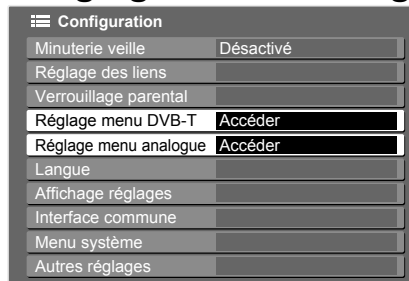 Configuration
Minuterie veille Désactivé
Réglage des liens
Verrouillage parental
Réglage menu DVB-T Accéder
Réglage menu analogue Accéder
Langue
Affichage réglages
Interface commune
Menu système
Autres réglages